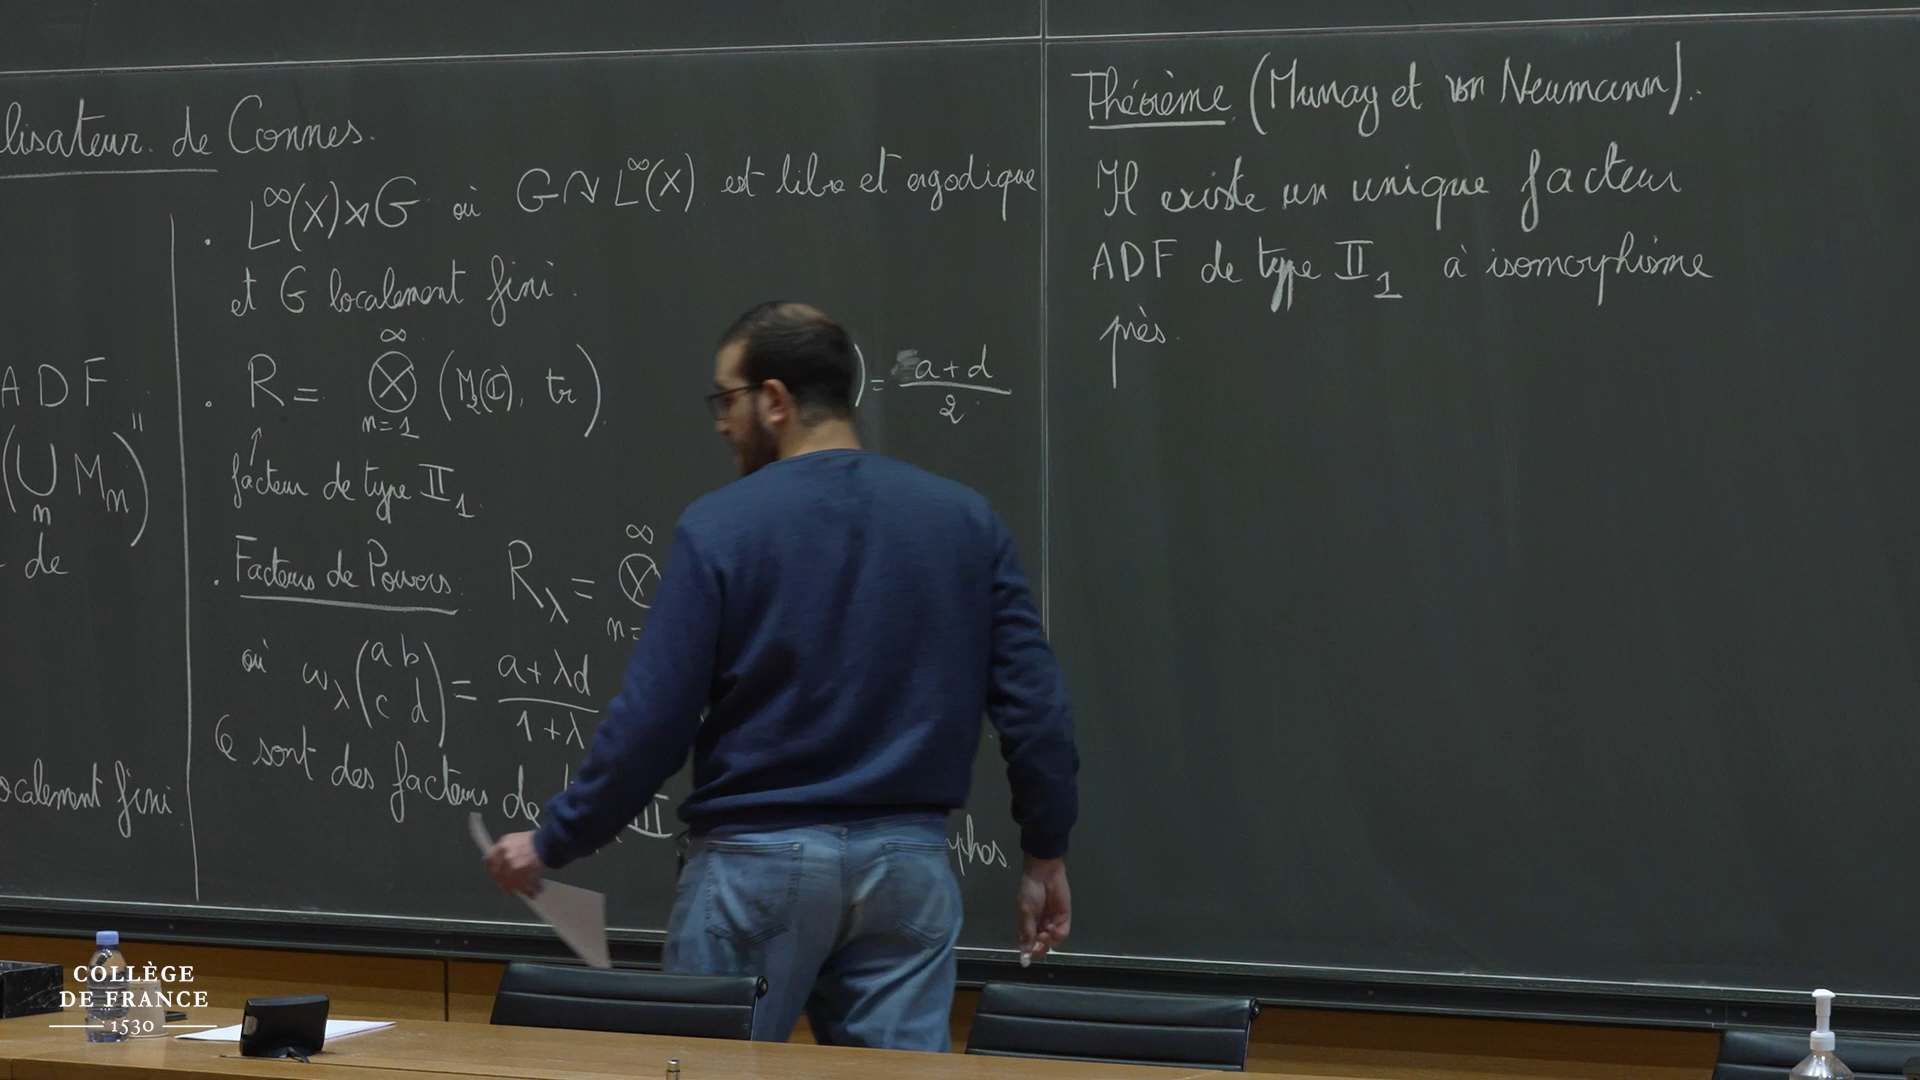 lisateur de Connes.
ADF
(⋃ M_n)''
n
de
ocalement fini
. L^∞(X)⋊G où G↷L^∞(X) est libre et ergodique
et G localement fini.
. R = ⊗_{n=1}^∞ (M_2(ℂ), tr). ) = (a+d)/2
↑
facteur de type II_1.
. Facteurs de Powers. R_λ = ⊗_{n=}^∞
où ω_λ (a b / c d) = (a+λd)/(1+λ)
Ce sont des facteurs de III phes.
Théorème (Murray et von Neumann).
Il existe un unique facteur
ADF de type II_1 à isomorphisme
près.
COLLÈGE
DE FRANCE
1530